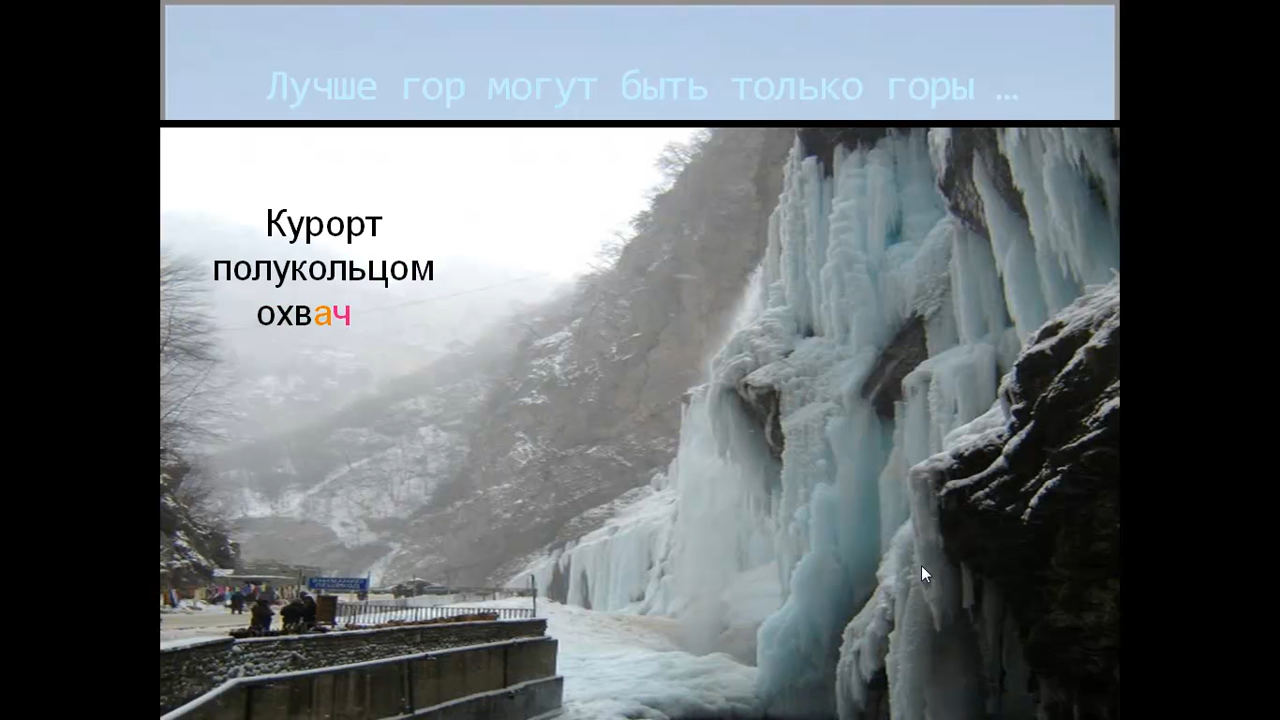 Лучше гор могут быть только горы …
Курорт
полукольцом
охвач